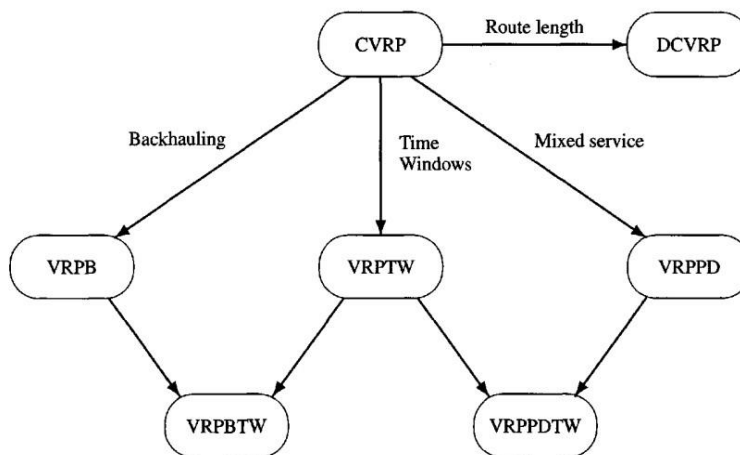 CVRP
Route length
DCVRP
Backhauling
Time
Windows
Mixed service
VRPB
VRPTW
VRPPD
VRPBTW
VRPPDTW